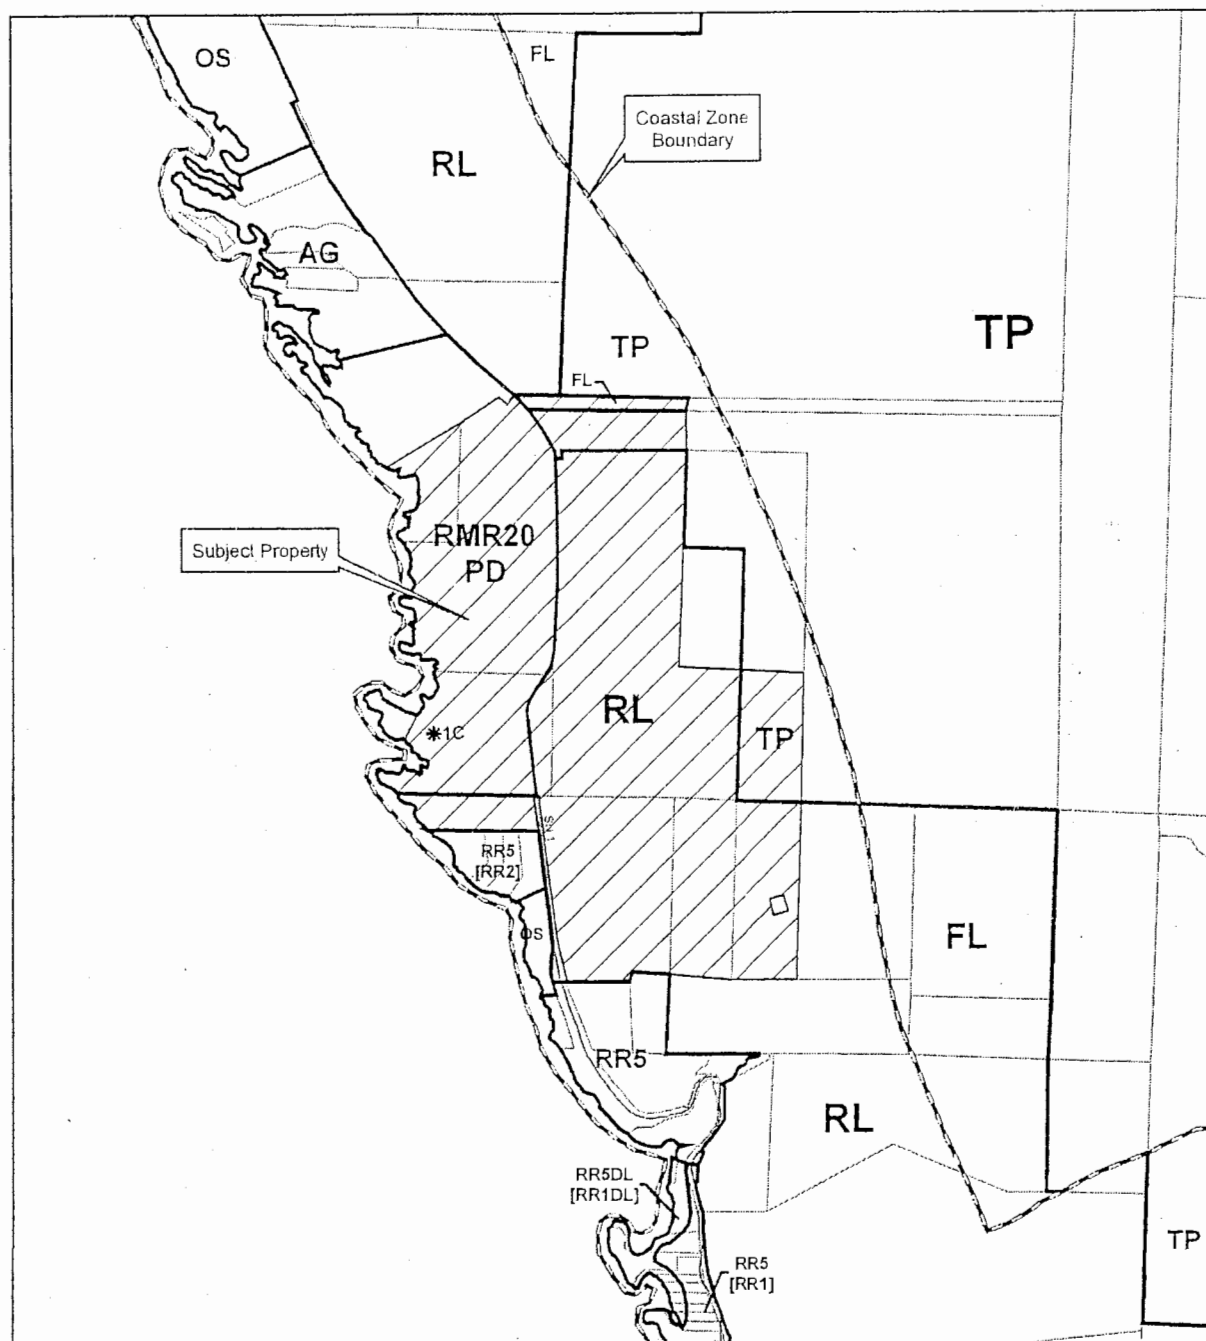 OS
FL
Coastal Zone
Boundary
RL
AG
TP
TP
FL
RMR20
PD
Subject Property
RL
TP
*1C
RR5
[RR2]
OS
FL
RR5
RL
RR5DL
[RR1DL]
TP
RR5
[RR1]